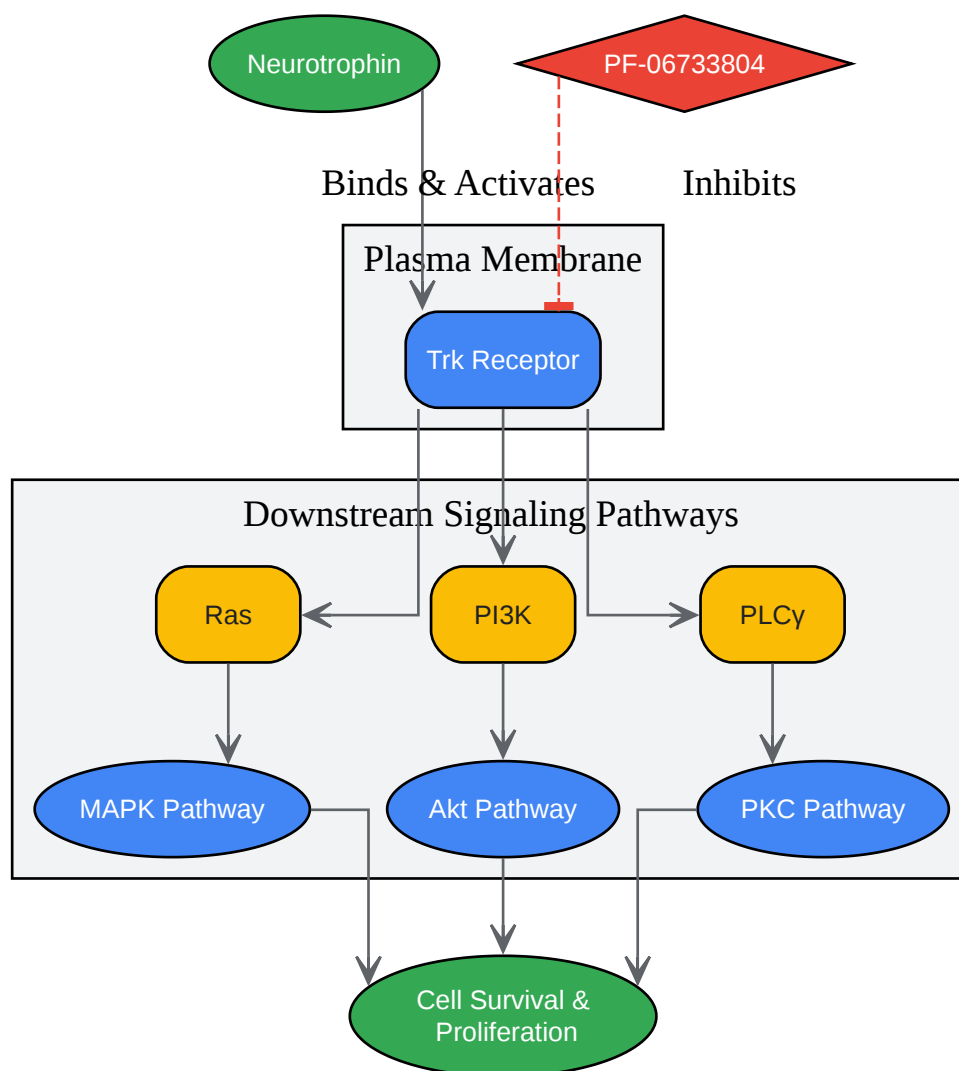 Neurotrophin
PF-06733804
Binds & Activates
Inhibits
Plasma Membrane
Trk Receptor
Downstream Signaling Pathways
Ras
PI3K
PLCγ
MAPK Pathway
Akt Pathway
PKC Pathway
Cell Survival &
Proliferation